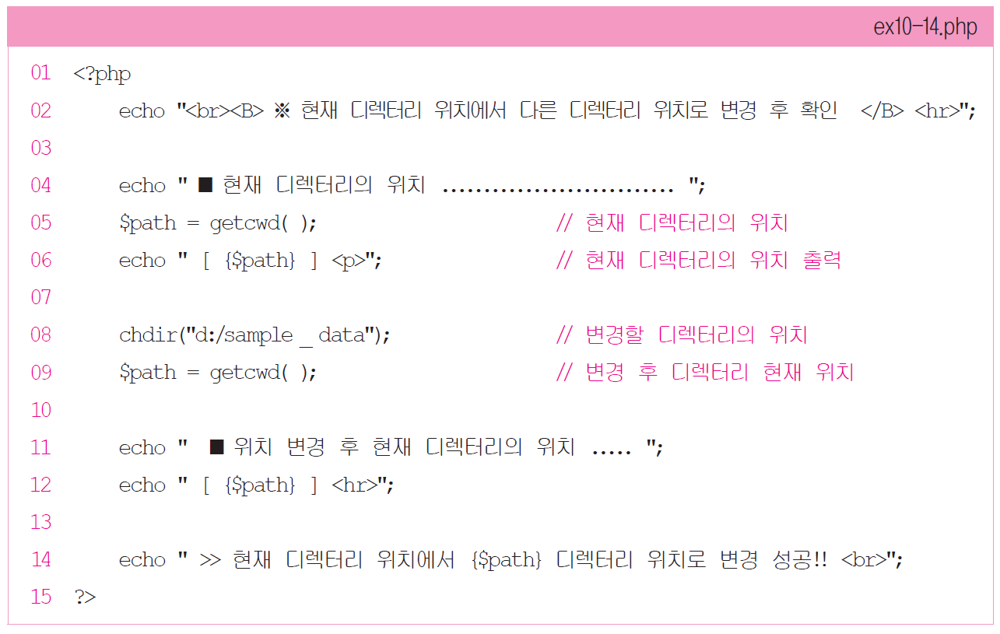 ex10-14.php
01 <?php
02 echo "<br><B> ※ 현재 디렉터리 위치에서 다른 디렉터리 위치로 변경 후 확인 </B> <hr>";
03
04 echo " ■ 현재 디렉터리의 위치 ............................ ";
05 $path = getcwd( ); // 현재 디렉터리의 위치
06 echo " [ {$path} ] <p>"; // 현재 디렉터리의 위치 출력
07
08 chdir("d:/sample _ data"); // 변경할 디렉터리의 위치
09 $path = getcwd( ); // 변경 후 디렉터리 현재 위치
10
11 echo " ■ 위치 변경 후 현재 디렉터리의 위치 ..... ";
12 echo " [ {$path} ] <hr>";
13
14 echo " >> 현재 디렉터리 위치에서 {$path} 디렉터리 위치로 변경 성공!! <br>";
15 ?>